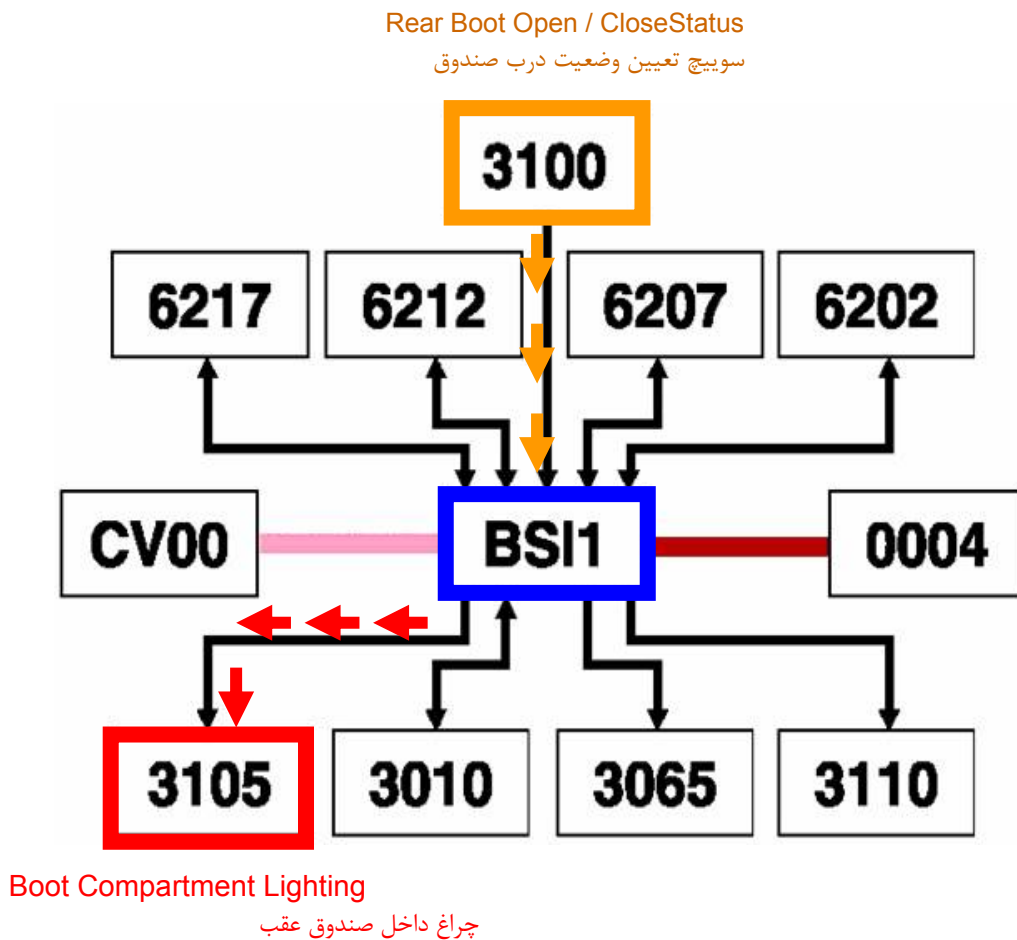 Rear Boot Open / CloseStatus
سوییچ تعیین وضعیت درب صندوق
3100
6217 6212 6207 6202
CV00 BSI1 0004
3105 3010 3065 3110
Boot Compartment Lighting
چراغ داخل صندوق عقب